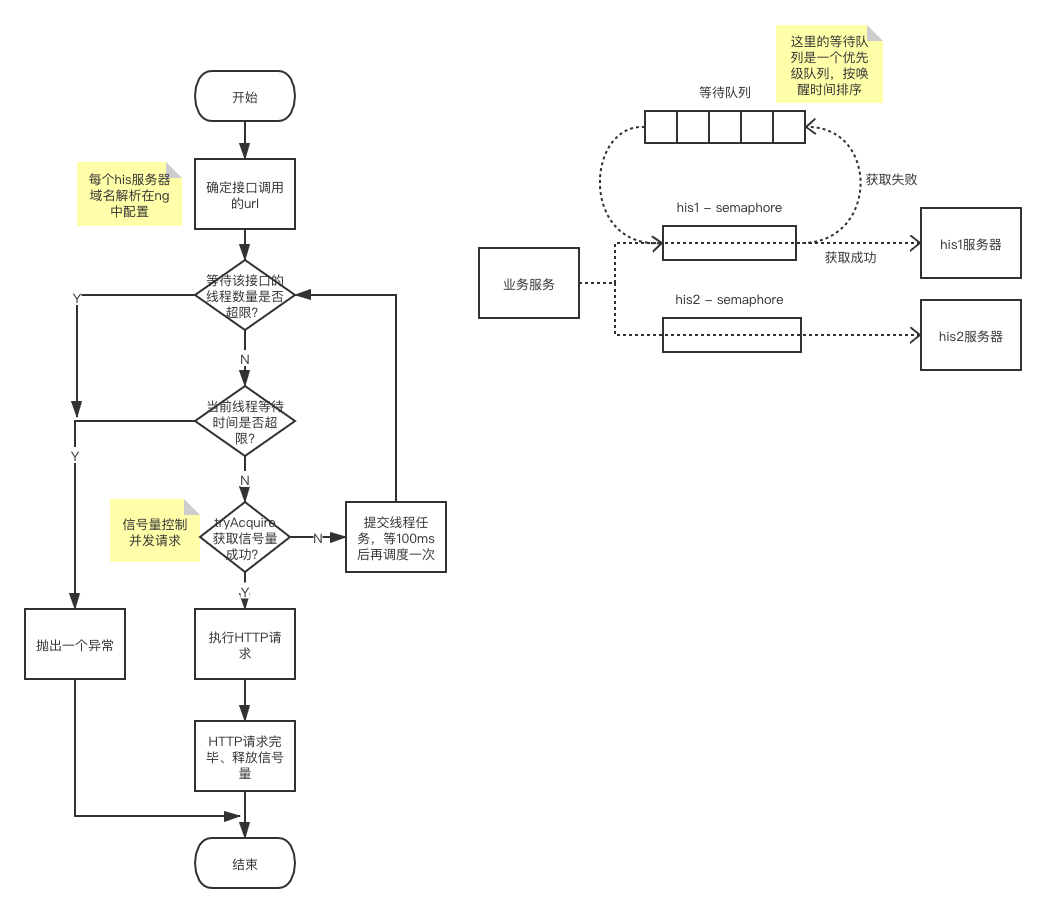 开始
每个his服务器
域名解析在ng
中配置
确定接口调用
的url
等待该接口的
线程数量是否
超限?
Y
N
当前线程等待
时间是否超
限?
Y
N
信号量控制
并发请求
tryAcquire
获取信号量
成功?
N
提交线程任
务，等100ms
后再调度一次
Y
抛出一个异常
执行HTTP请
求
HTTP请求完
毕、释放信号
量
结束
这里的等待队
列是一个优先
级队列，按唤
醒时间排序
等待队列
获取失败
his1 - semaphore
业务服务
获取成功
his1服务器
his2 - semaphore
his2服务器